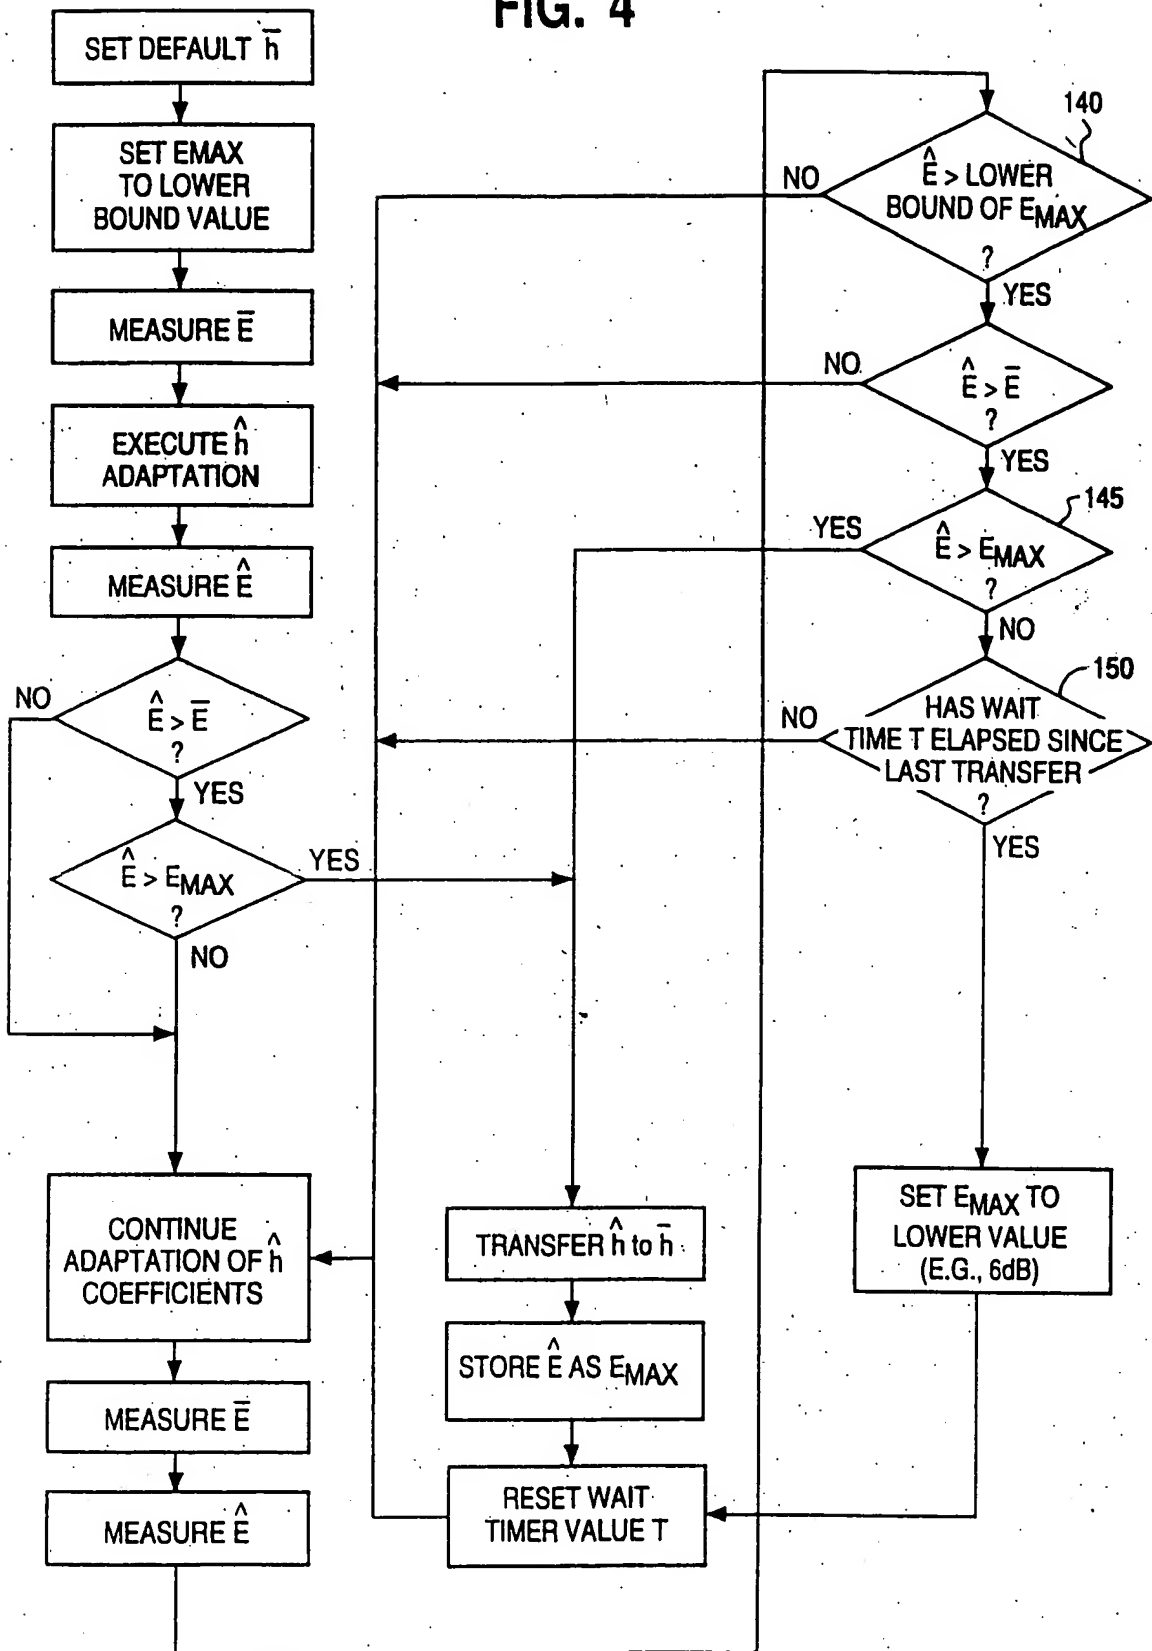 FIG. 4
SET DEFAULT h̅
SET EMAX
TO LOWER
BOUND VALUE
MEASURE E̅
EXECUTE ĥ
ADAPTATION
MEASURE Ê
NO
Ê > E̅
?
YES
Ê > EMAX
?
YES
NO
CONTINUE
ADAPTATION OF ĥ
COEFFICIENTS
MEASURE E̅
MEASURE Ê
TRANSFER ĥ to h̅
STORE Ê AS EMAX
RESET WAIT
TIMER VALUE T
140
NO
Ê > LOWER
BOUND OF EMAX
?
YES
NO
Ê > E̅
?
YES
145
YES
Ê > EMAX
?
NO
150
NO
HAS WAIT
TIME T ELAPSED SINCE
LAST TRANSFER
?
YES
SET EMAX TO
LOWER VALUE
(E.G., 6dB)